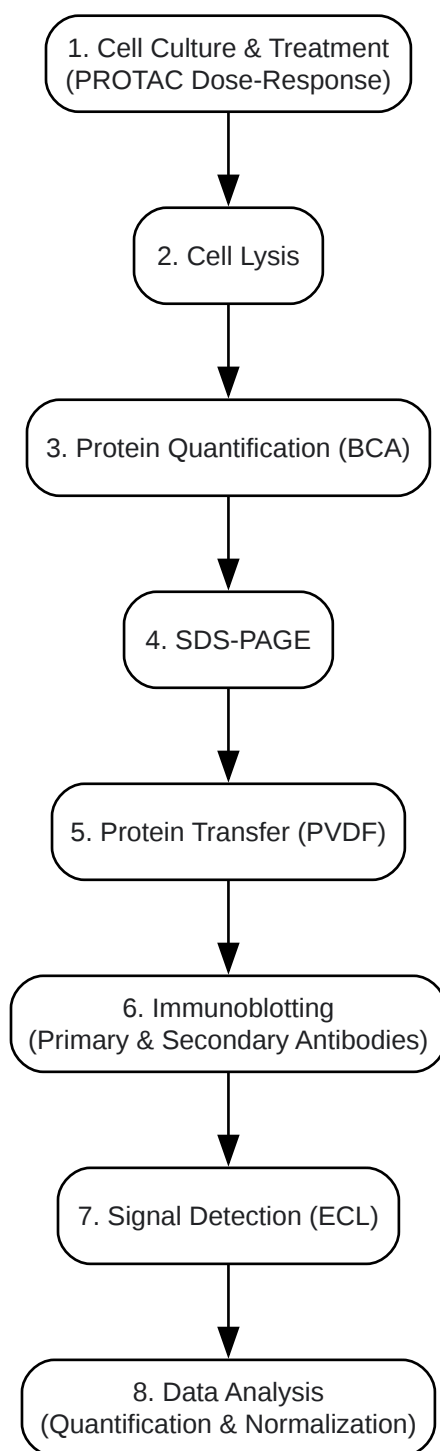 1. Cell Culture & Treatment
(PROTAC Dose-Response)
2. Cell Lysis
3. Protein Quantification (BCA)
4. SDS-PAGE
5. Protein Transfer (PVDF)
6. Immunoblotting
(Primary & Secondary Antibodies)
7. Signal Detection (ECL)
8. Data Analysis
(Quantification & Normalization)